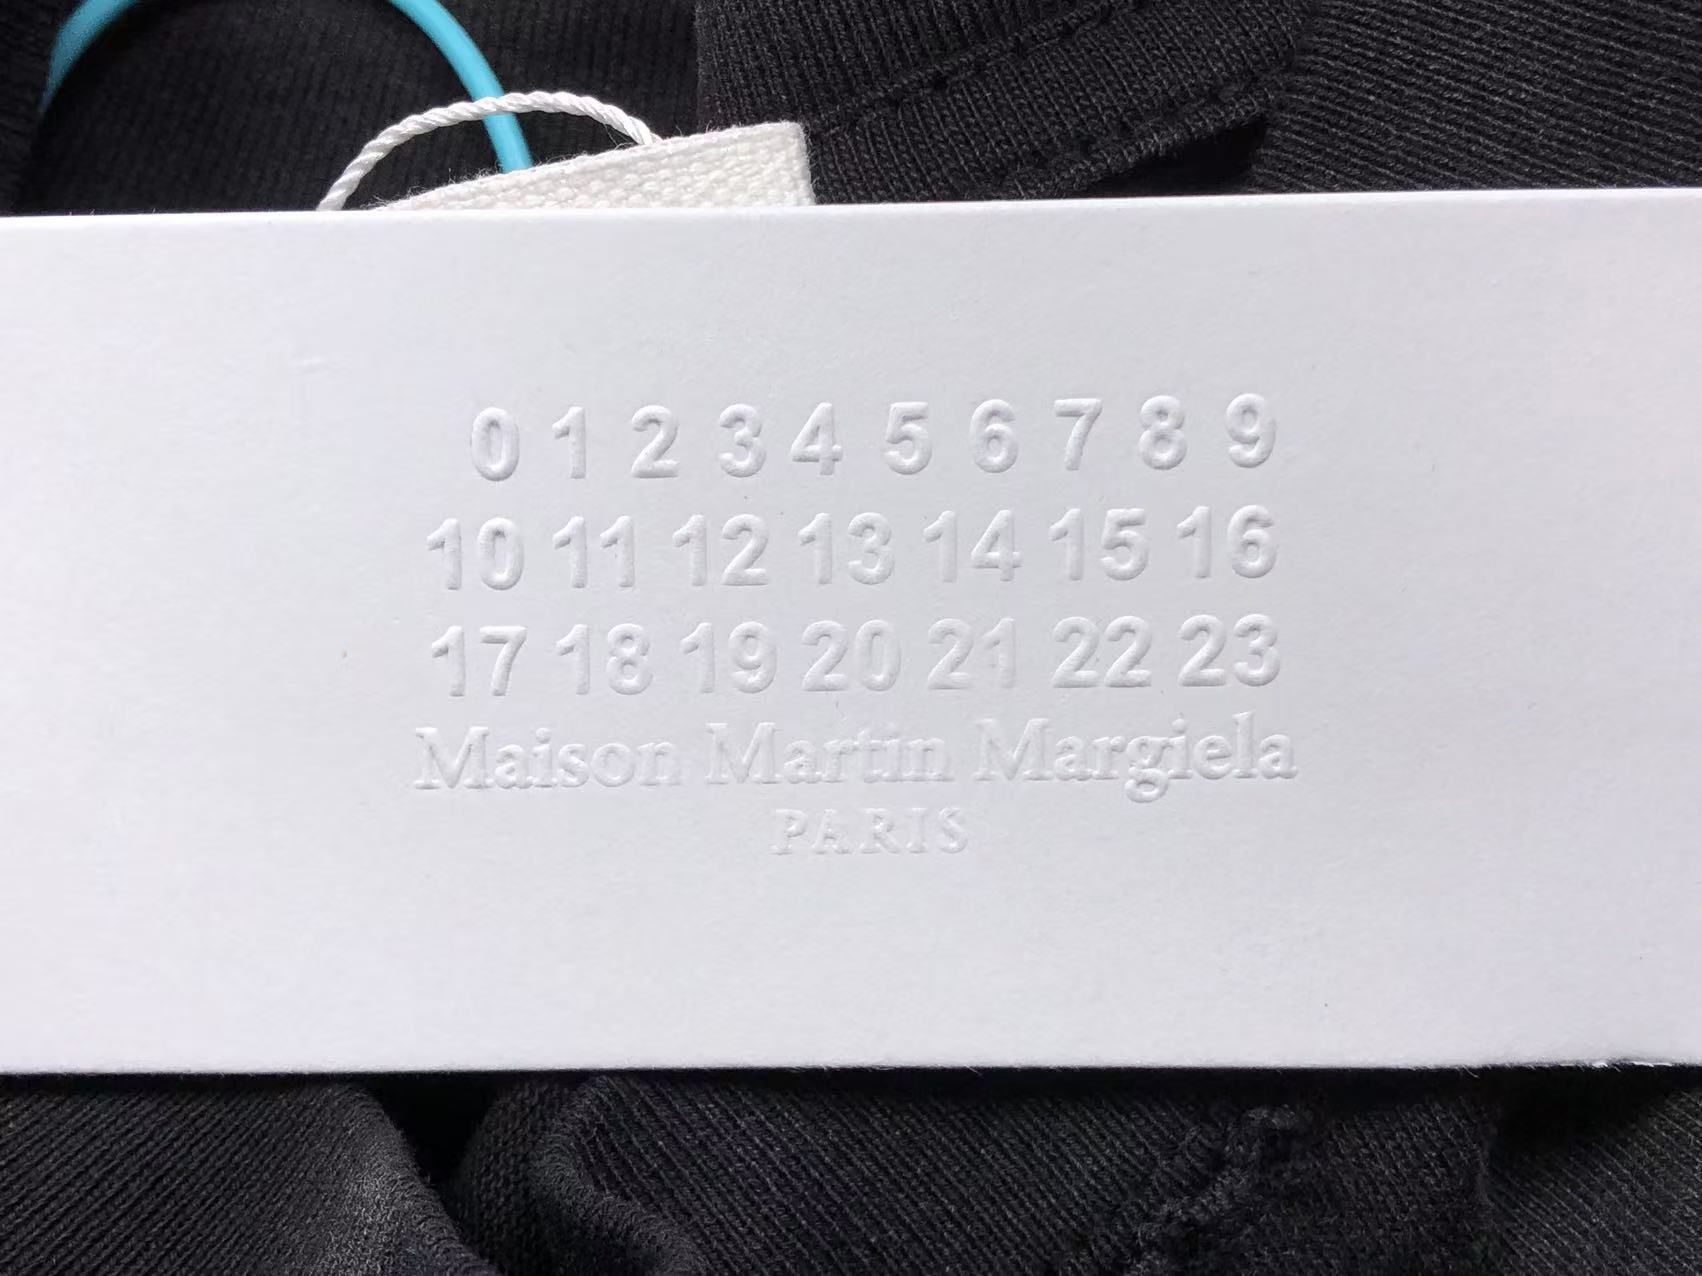 0 1 2 3 4 5 6 7 8 9
10 11 12 13 14 15 16
17 18 19 20 21 22 23
Maison Martin Margiela
PARIS